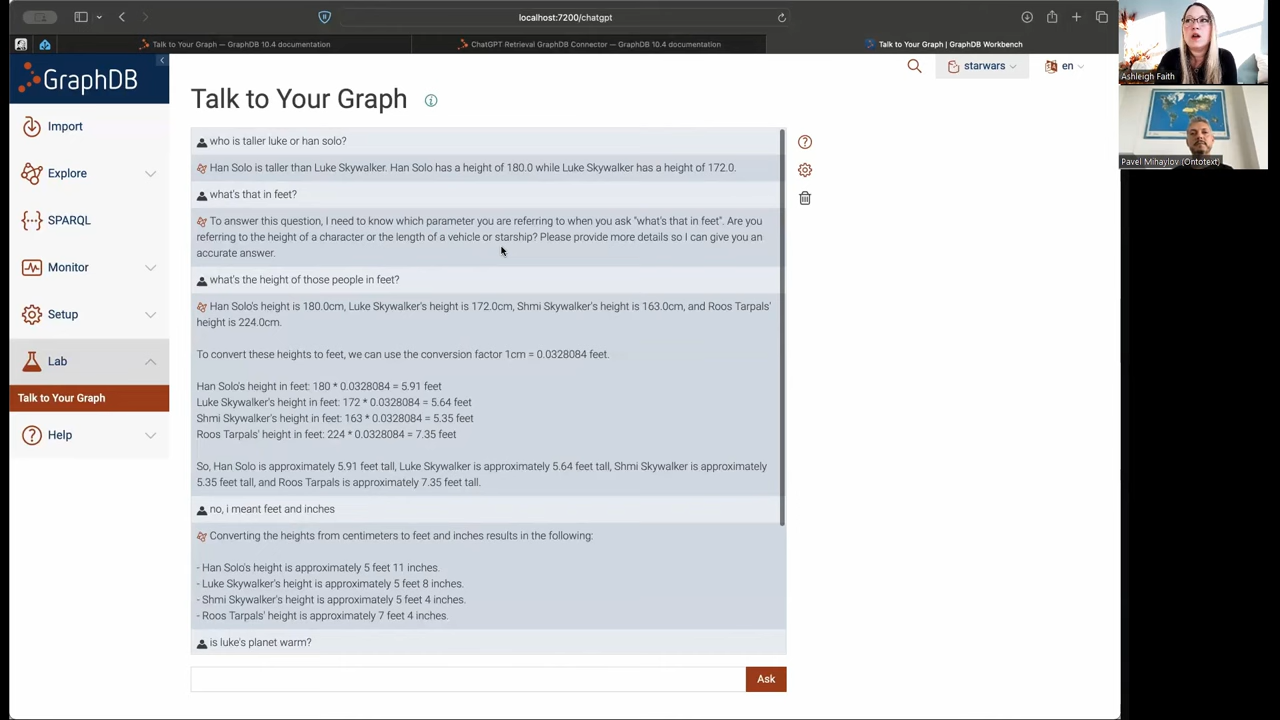 localhost:7200/chatgpt
Talk to Your Graph — GraphDB 10.4 documentation
ChatGPT Retrieval GraphDB Connector — GraphDB 10.4 documentation
Talk to Your Graph | GraphDB Workbench
GraphDB
starwars
en
Import
Explore
SPARQL
Monitor
Setup
Lab
Talk to Your Graph
Help
Talk to Your Graph
who is taller luke or han solo?
Han Solo is taller than Luke Skywalker. Han Solo has a height of 180.0 while Luke Skywalker has a height of 172.0.
what's that in feet?
To answer this question, I need to know which parameter you are referring to when you ask "what's that in feet". Are you
referring to the height of a character or the length of a vehicle or starship? Please provide more details so I can give you an
accurate answer.
what's the height of those people in feet?
Han Solo's height is 180.0cm, Luke Skywalker's height is 172.0cm, Shmi Skywalker's height is 163.0cm, and Roos Tarpals'
height is 224.0cm.
To convert these heights to feet, we can use the conversion factor 1cm = 0.0328084 feet.
Han Solo's height in feet: 180 * 0.0328084 = 5.91 feet
Luke Skywalker's height in feet: 172 * 0.0328084 = 5.64 feet
Shmi Skywalker's height in feet: 163 * 0.0328084 = 5.35 feet
Roos Tarpals' height in feet: 224 * 0.0328084 = 7.35 feet
So, Han Solo is approximately 5.91 feet tall, Luke Skywalker is approximately 5.64 feet tall, Shmi Skywalker is approximately
5.35 feet tall, and Roos Tarpals is approximately 7.35 feet tall.
no, i meant feet and inches
Converting the heights from centimeters to feet and inches results in the following:
- Han Solo's height is approximately 5 feet 11 inches.
- Luke Skywalker's height is approximately 5 feet 8 inches.
- Shmi Skywalker's height is approximately 5 feet 4 inches.
- Roos Tarpals' height is approximately 7 feet 4 inches.
is luke's planet warm?
Ask
Ashleigh Faith
Pavel Mihaylov (Ontotext)